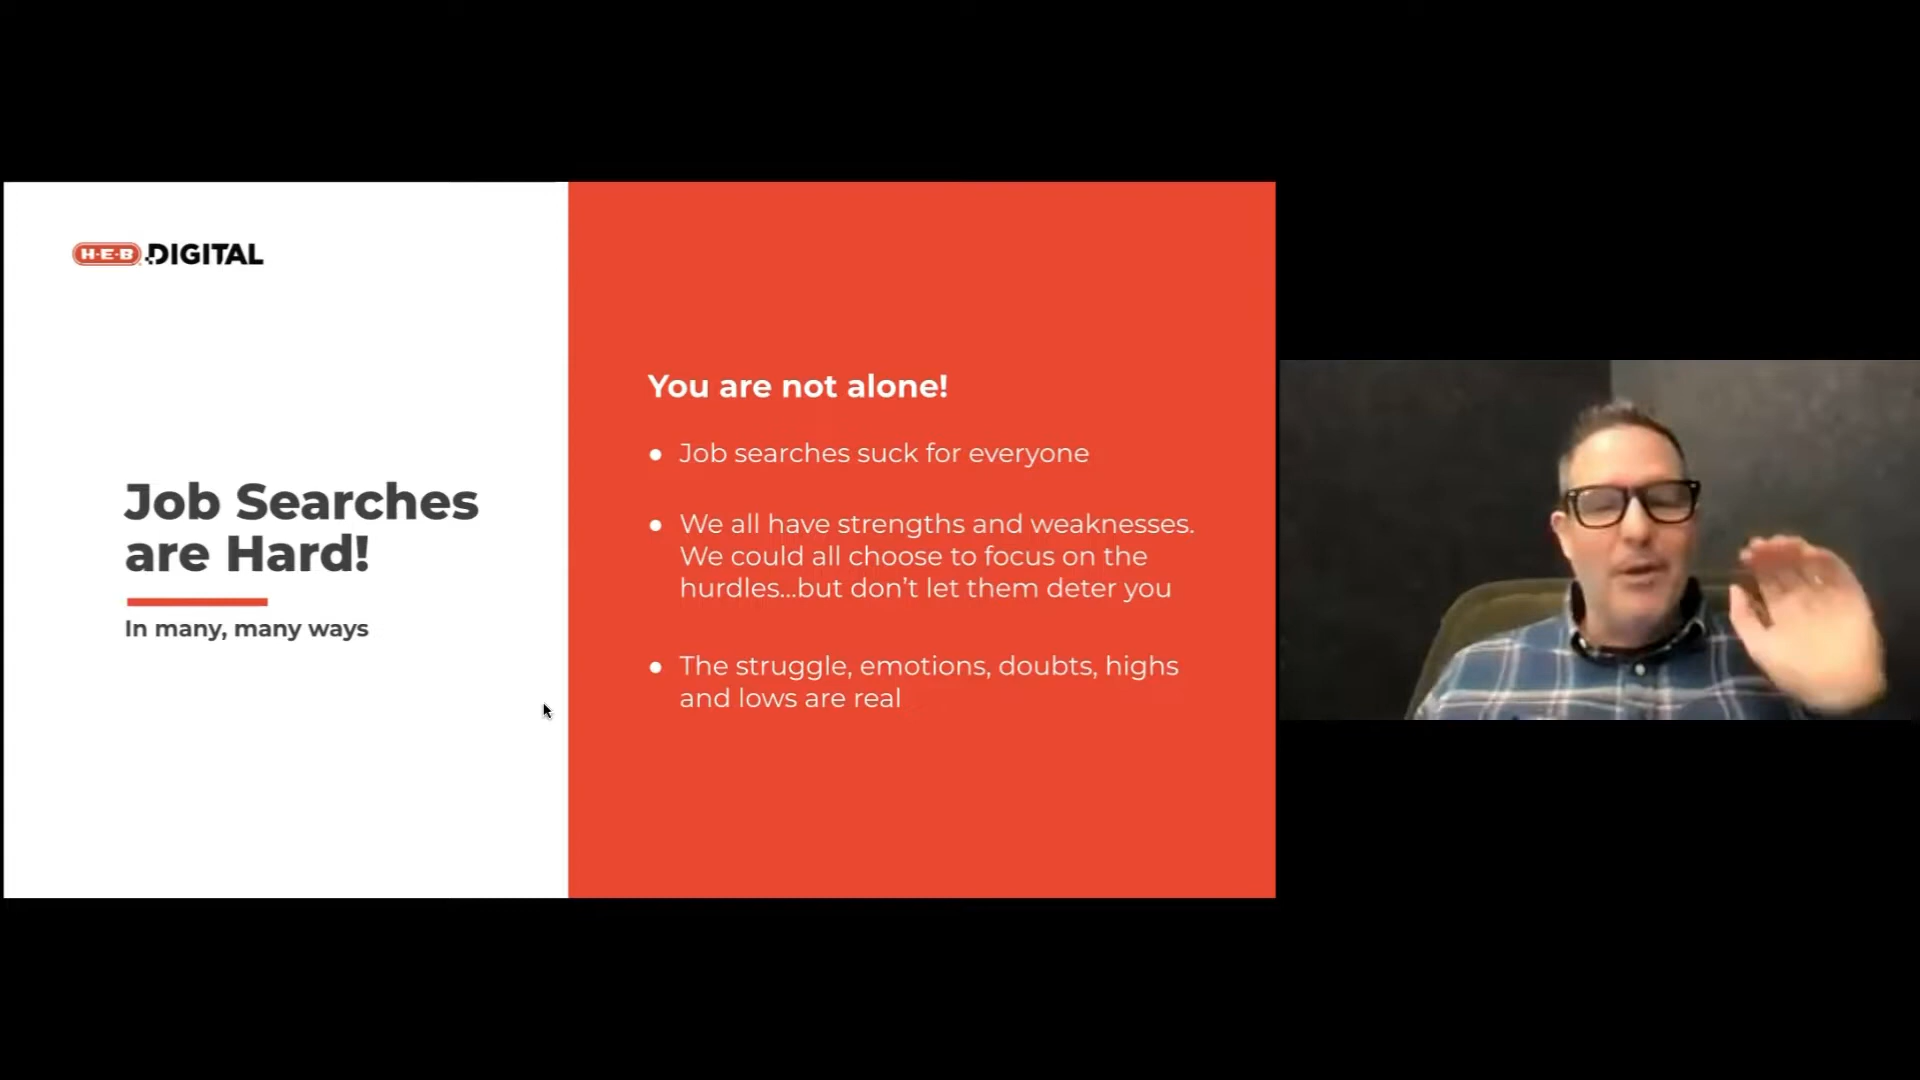 H-E-B DIGITAL
Job Searches
are Hard!
In many, many ways
You are not alone!
● Job searches suck for everyone
● We all have strengths and weaknesses.
We could all choose to focus on the
hurdles...but don’t let them deter you
● The struggle, emotions, doubts, highs
and lows are real